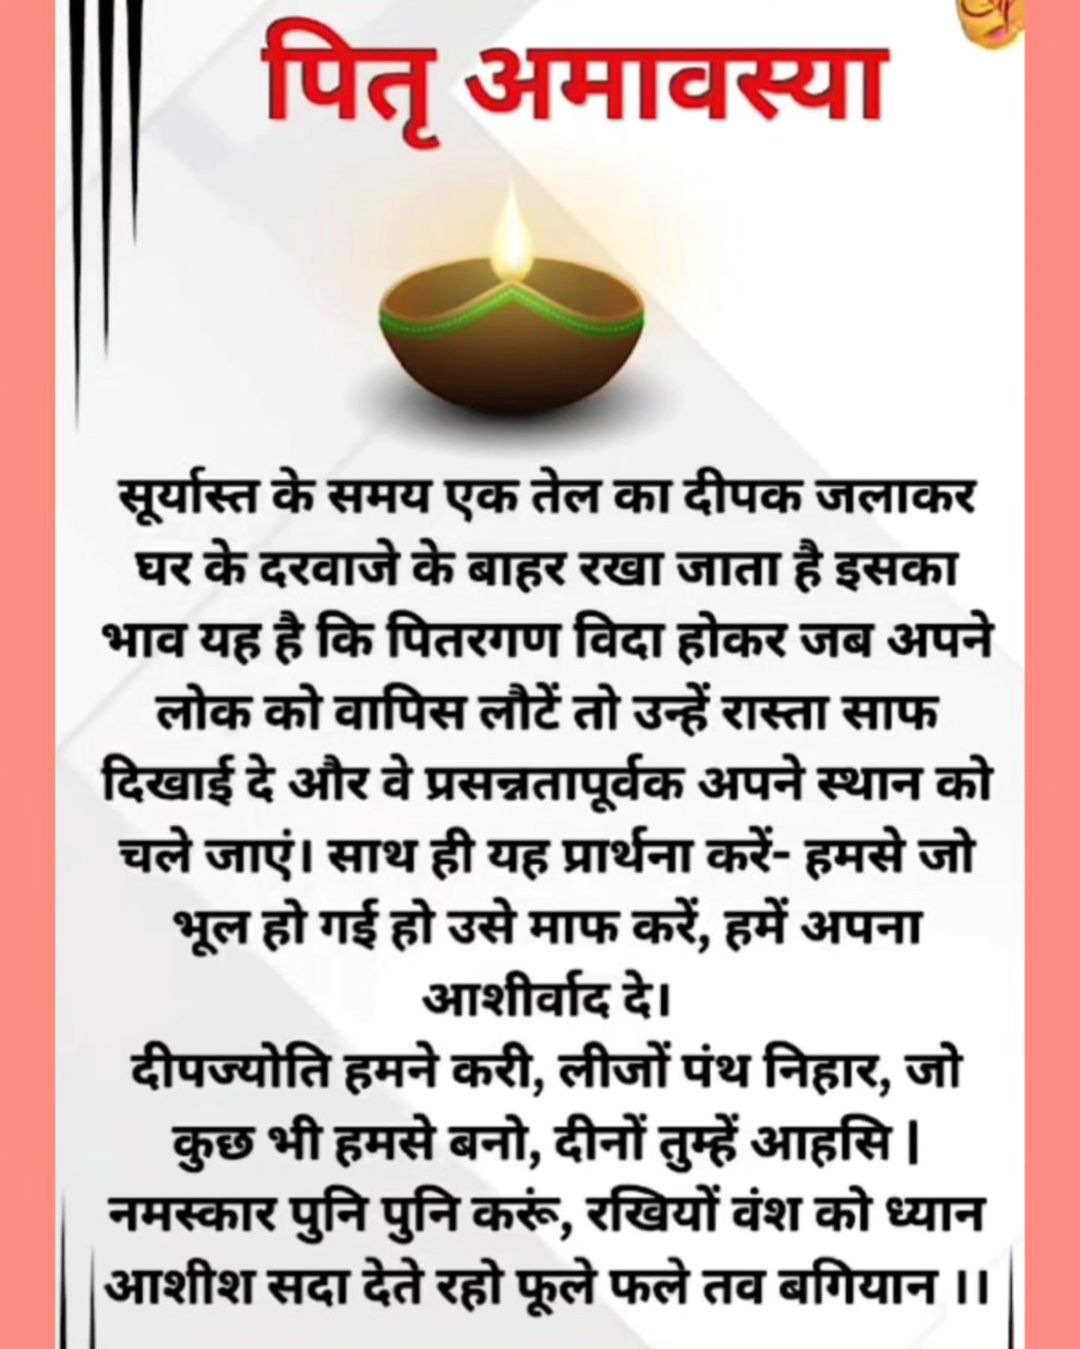 पितृ अमावस्या
सूर्यास्त के समय एक तेल का दीपक जलाकर
घर के दरवाजे के बाहर रखा जाता है इसका
भाव यह है कि पितरगण विदा होकर जब अपने
लोक को वापिस लौटें तो उन्हें रास्ता साफ
दिखाई दे और वे प्रसन्नतापूर्वक अपने स्थान को
चले जाएं। साथ ही यह प्रार्थना करें- हमसे जो
भूल हो गई हो उसे माफ करें, हमें अपना
आशीर्वाद दे।
दीपज्योति हमने करी, लीजों पंथ निहार, जो
कुछ भी हमसे बनो, दीनों तुम्हें आहसि |
नमस्कार पुनि पुनि करूं, रखियों वंश को ध्यान
आशीश सदा देते रहो फूले फले तव बगियान ।।